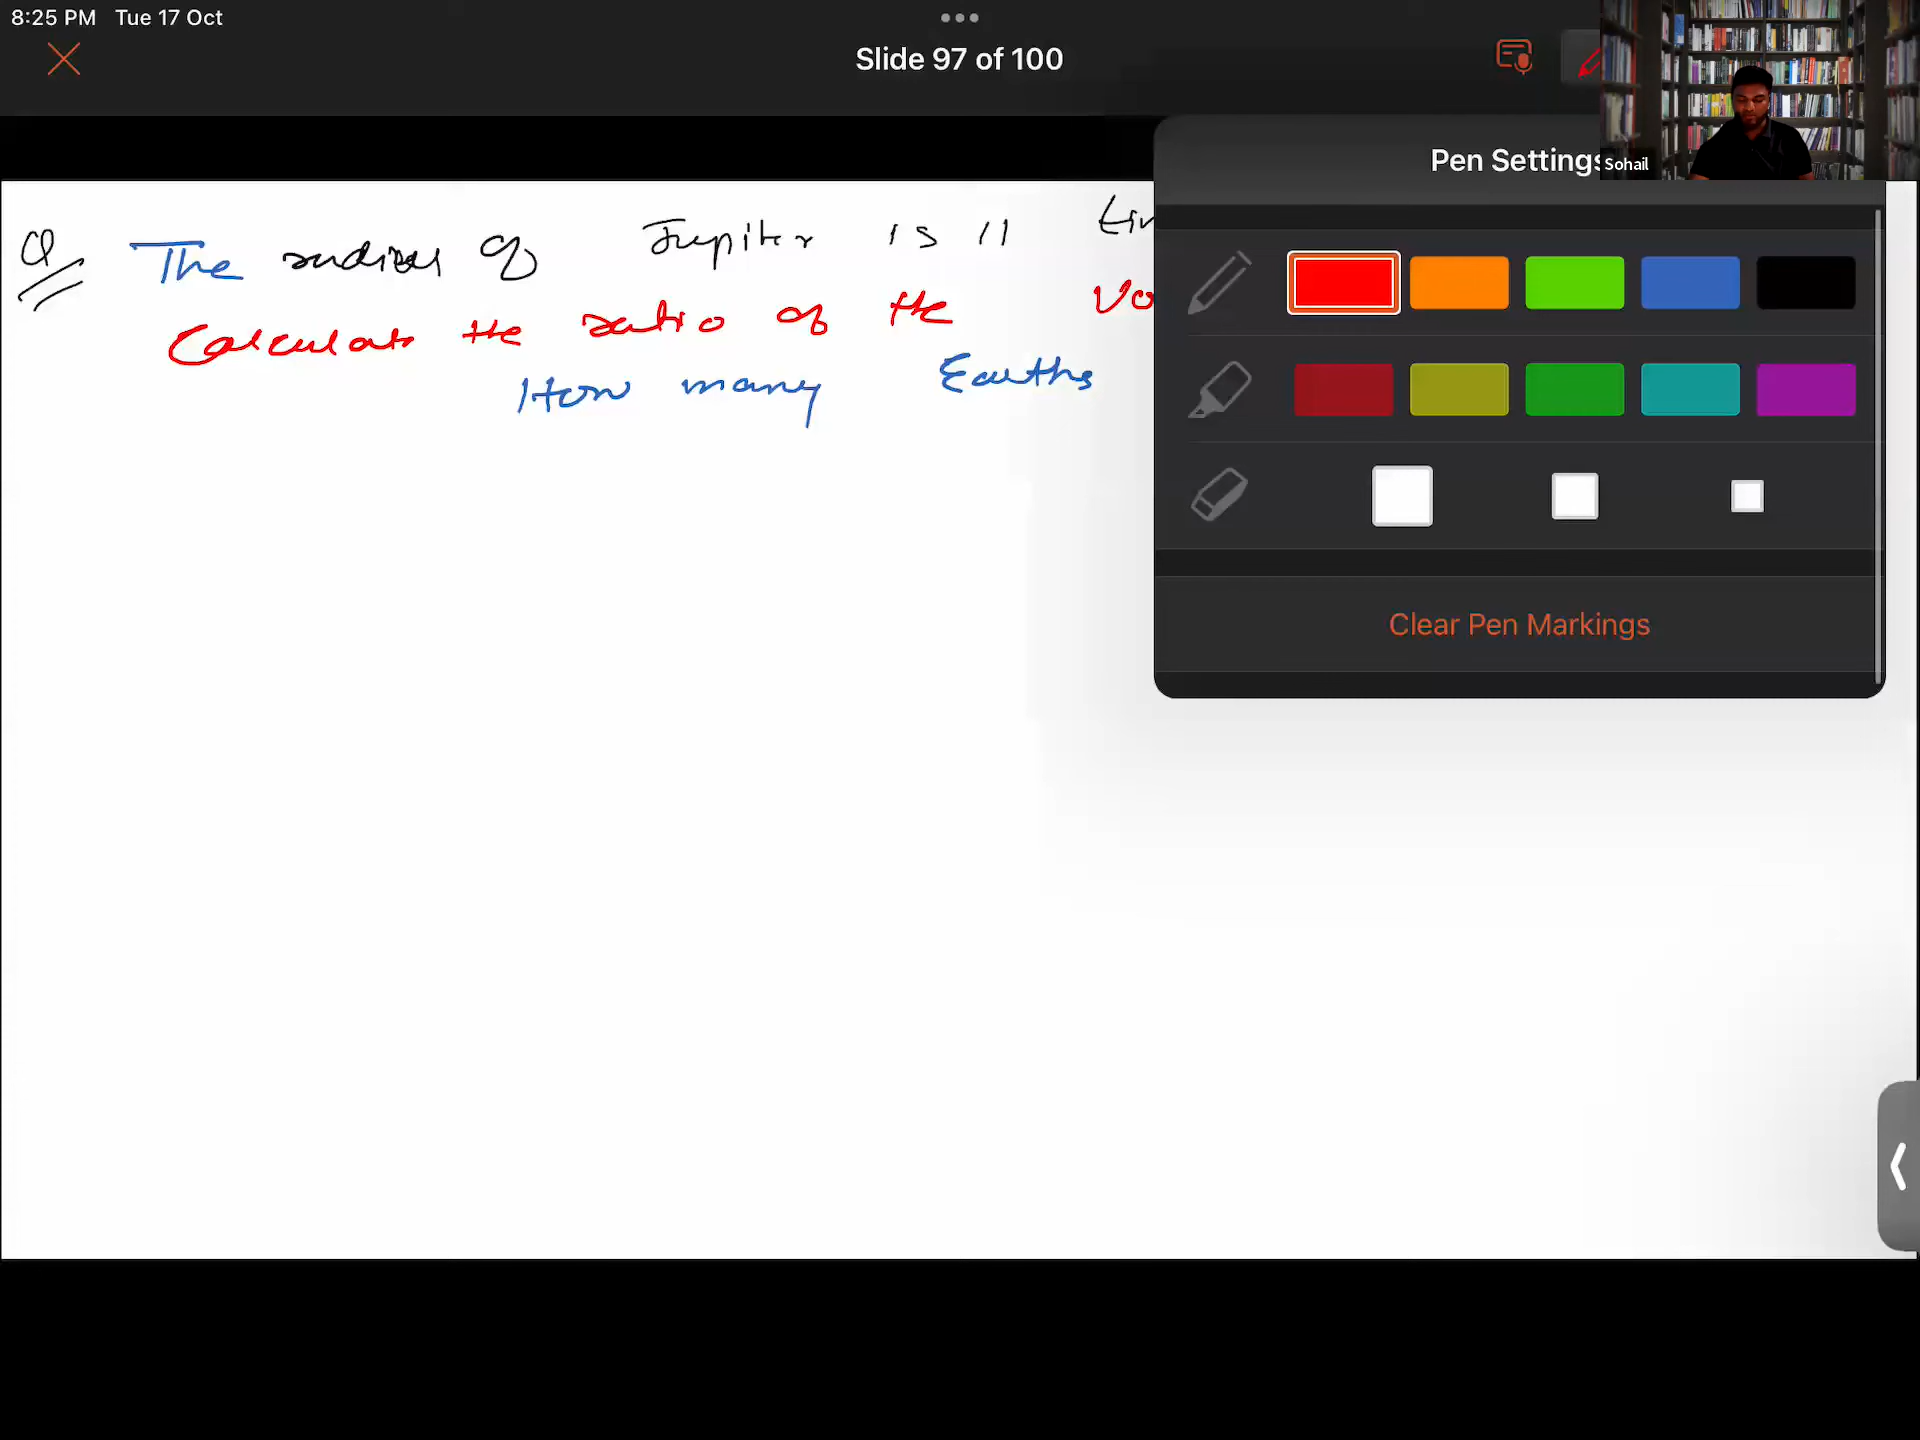 8:25 PM Tue 17 Oct
Slide 97 of 100
Pen Settings
Sohail
Q The radius of Jupiter is 11
Calculate the ratio of the Vo
How many Earths
Clear Pen Markings